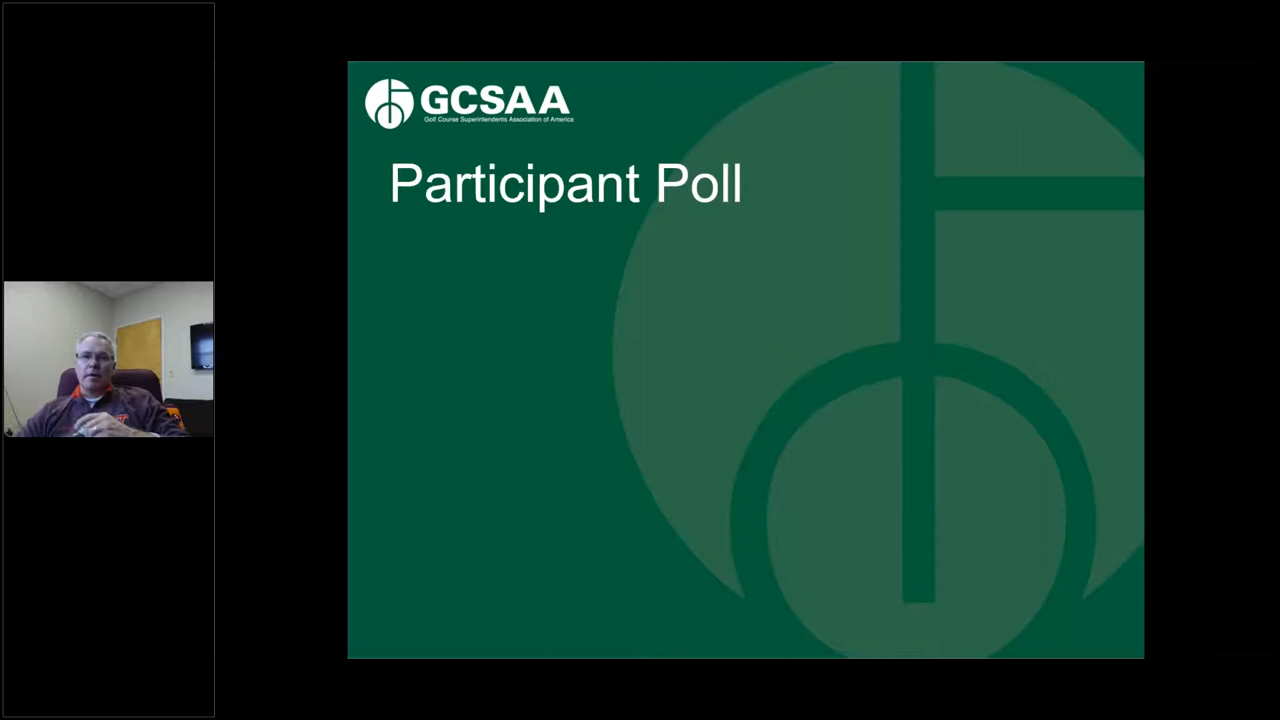 GCSAA
Golf Course Superintendents Association of America
Participant Poll